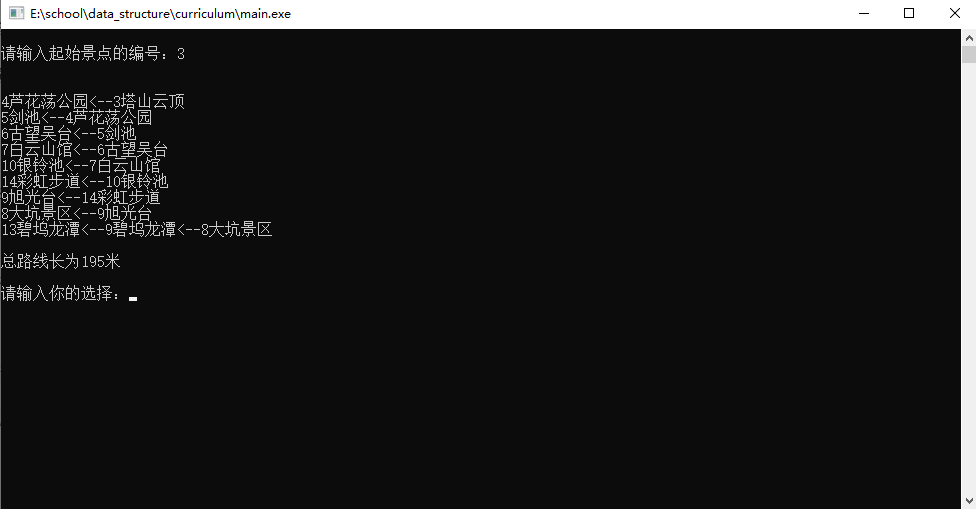 E:\school\data_structure\curriculum\main.exe
请输入起始景点的编号：3
4芦花荡公园<--3塔山云顶
5剑池<--4芦花荡公园
6古望吴台<--5剑池
7白云山馆<--6古望吴台
10银铃池<--7白云山馆
14彩虹步道<--10银铃池
9旭光台<--14彩虹步道
8大坑景区<--9旭光台
13碧坞龙潭<--9碧坞龙潭<--8大坑景区
总路线长为195米
请输入你的选择：